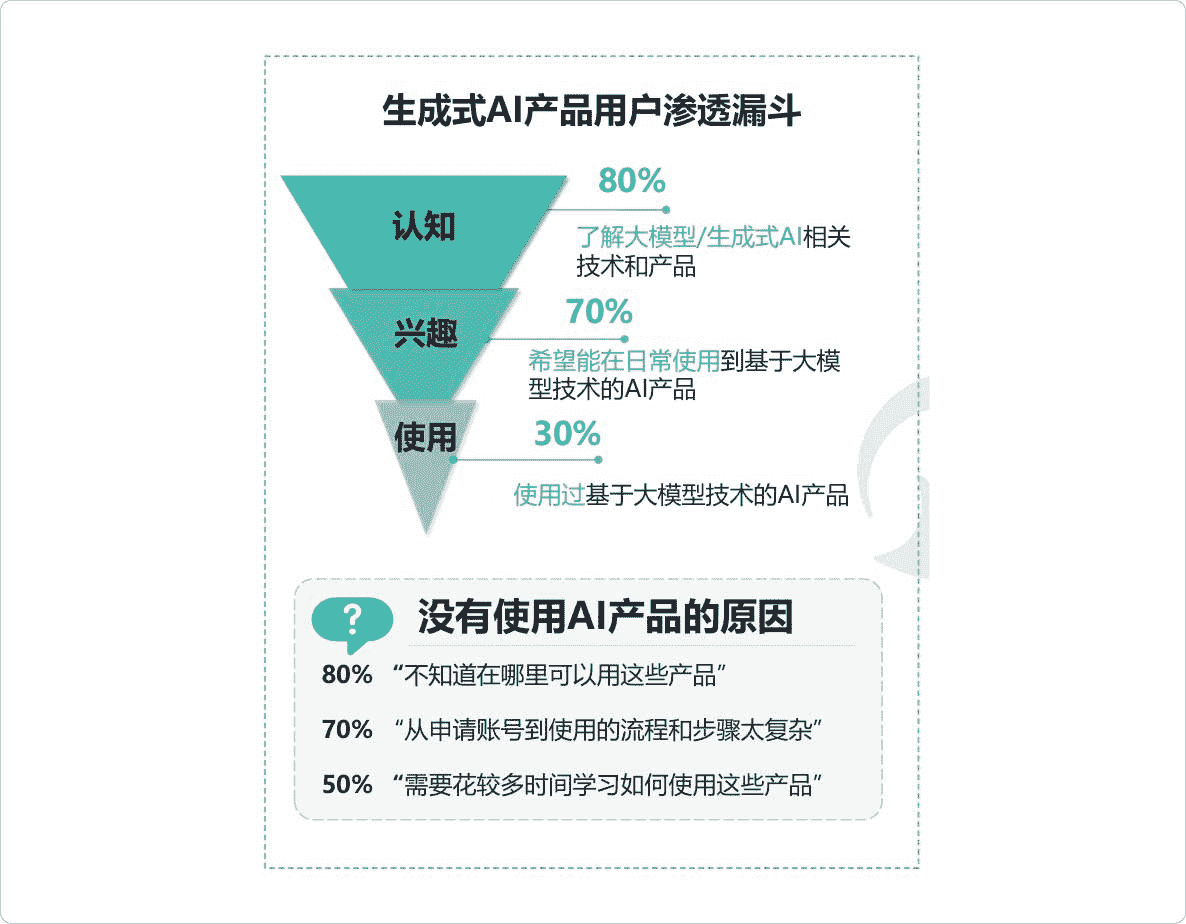 生成式AI产品用户渗透漏斗
认知
80%
了解大模型/生成式AI相关
技术和产品
兴趣
70%
希望能在日常使用到基于大模
型技术的AI产品
使用
30%
使用过基于大模型技术的AI产品
?
没有使用AI产品的原因
80% “不知道在哪里可以用这些产品”
70% “从申请账号到使用的流程和步骤太复杂”
50% “需要花较多时间学习如何使用这些产品”